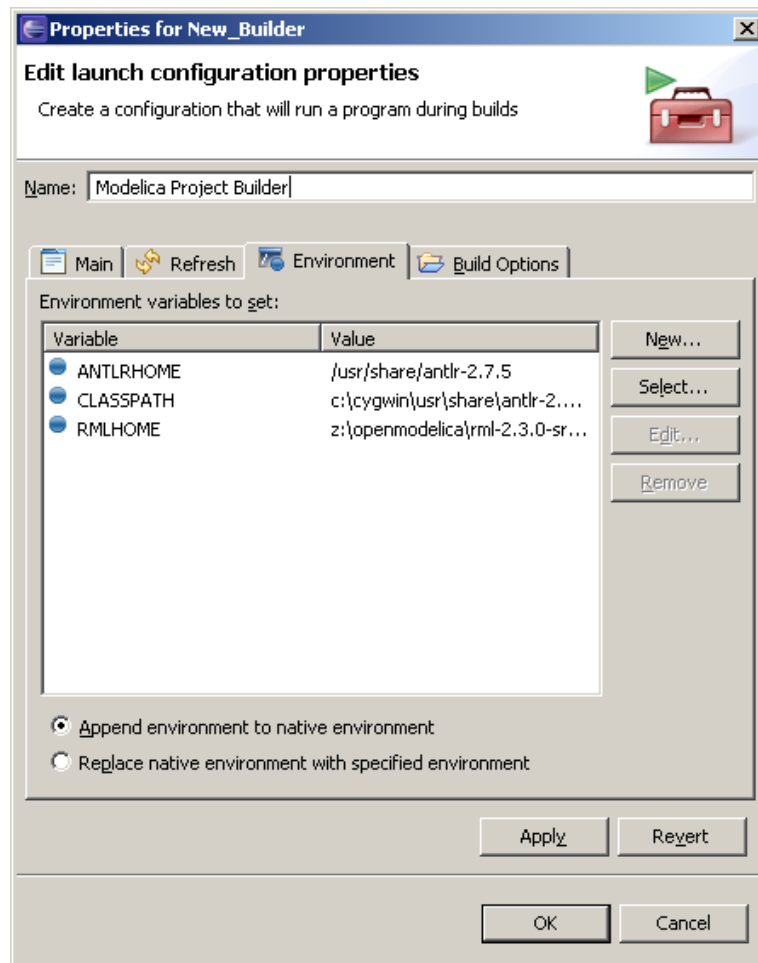 Properties for New_Builder
Edit launch configuration properties
Create a configuration that will run a program during builds
Name: Modelica Project Builder
Main Refresh Environment Build Options
Environment variables to set:
Variable Value
ANTLRHOME /usr/share/antlr-2.7.5
CLASSPATH c:\cygwin\usr\share\antlr-2....
RMLHOME z:\openmodelica\rml-2.3.0-sr...
New...
Select...
Edit...
Remove
Append environment to native environment
Replace native environment with specified environment
Apply Revert
OK Cancel